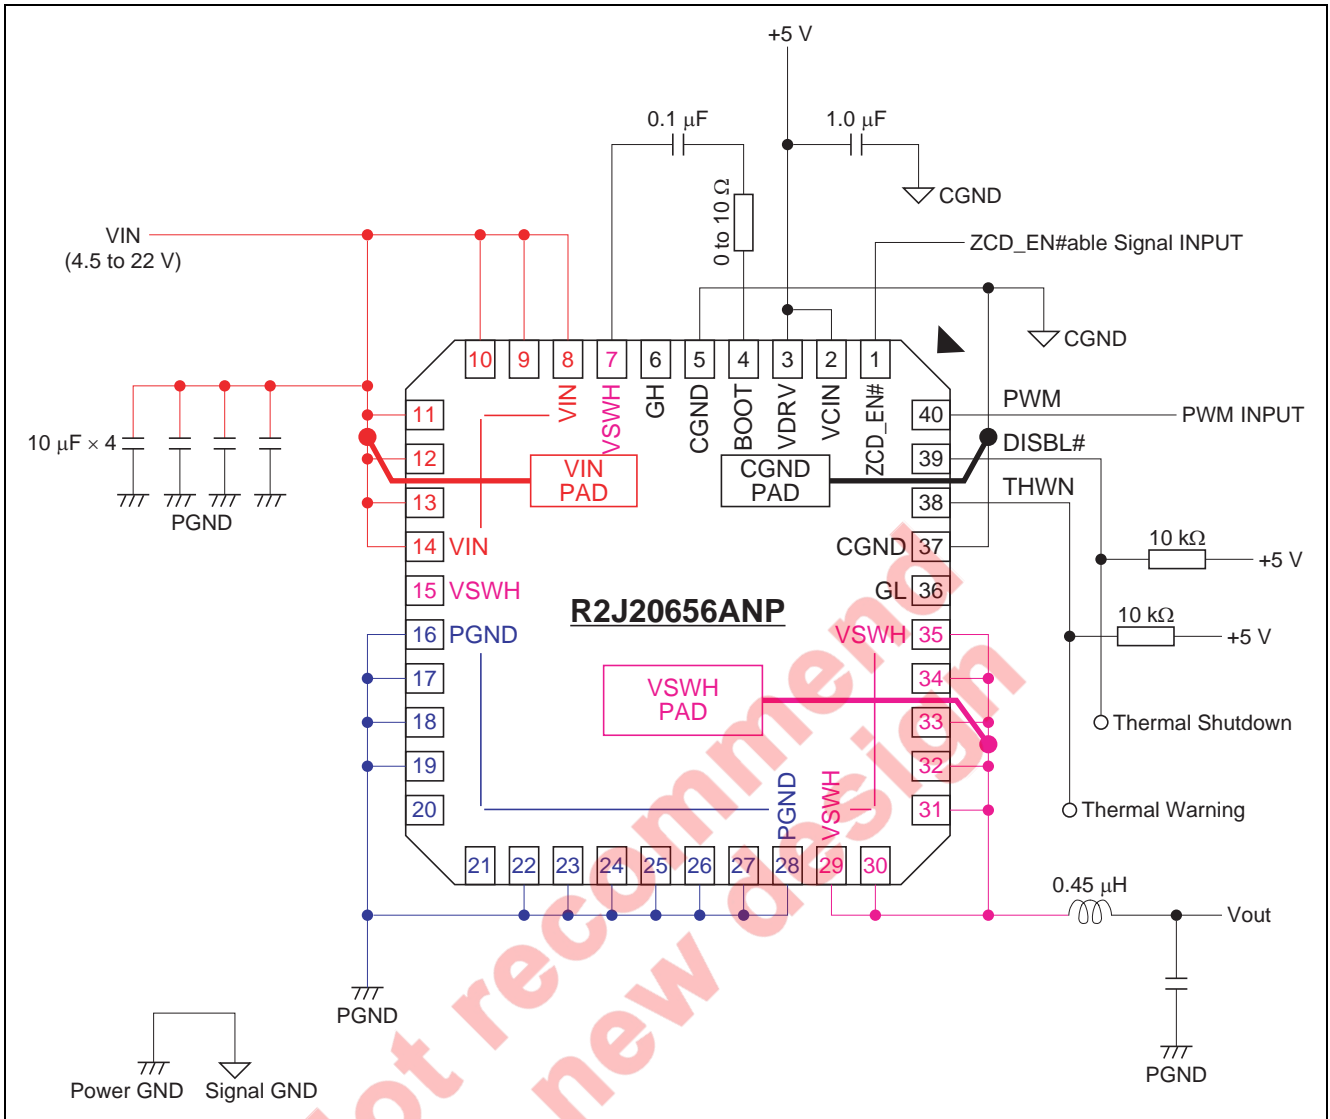 +5 V
0.1 μF
1.0 μF
0 to 10 Ω
CGND
VIN
(4.5 to 22 V)
ZCD_EN#able Signal INPUT
CGND
10 9 8 7 6 5 4 3 2 1
VIN VSWH GH CGND BOOT VDRV VCIN ZCD_EN#
11
40 PWM
PWM INPUT
10 μF × 4
PGND
12
39 DISBL#
VIN
PAD
CGND
PAD
13
38 THWN
14 VIN
CGND 37
10 kΩ
+5 V
15 VSWH
GL 36
R2J20656ANP
16 PGND
VSWH 35
10 kΩ
+5 V
17
34
VSWH
PAD
18
33
Thermal Shutdown
19
32
20
31
Thermal Warning
PGND VSWH
21 22 23 24 25 26 27 28 29 30
0.45 μH
Vout
PGND
PGND
Power GND Signal GND
Not recommend
new design